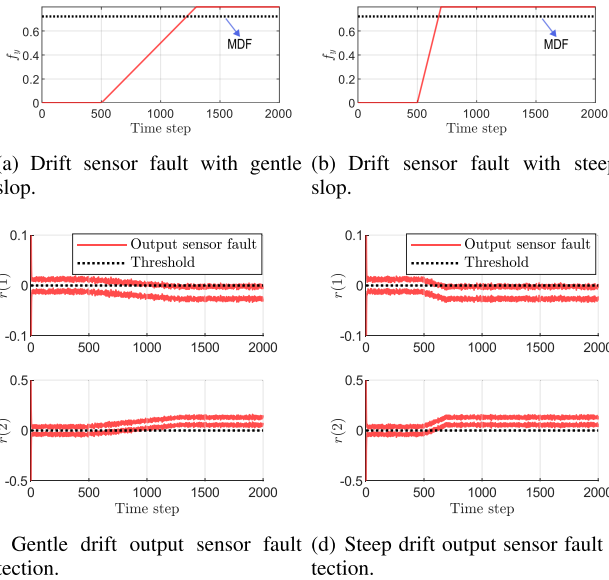 0.6
0.4
0.2
0
f_y
MDF
0 500 1000 1500 2000
Time step
0.6
0.4
0.2
0
f_y
MDF
0 500 1000 1500 2000
Time step
(a) Drift sensor fault with gentle
slop.
(b) Drift sensor fault with steep
slop.
0.1
0
-0.1
r(1)
Output sensor fault
Threshold
0 500 1000 1500 2000
0.5
0
-0.5
r(2)
0 500 1000 1500 2000
Time step
0.1
0
-0.1
r(1)
Output sensor fault
Threshold
0 500 1000 1500 2000
0.5
0
-0.5
r(2)
0 500 1000 1500 2000
Time step
Gentle drift output sensor fault
tection.
(d) Steep drift output sensor fault
tection.